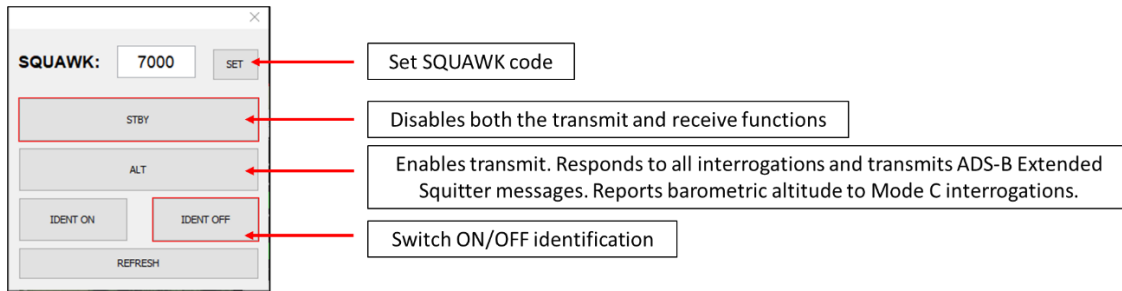 SQUAWK: 7000 SET
Set SQUAWK code
STBY
Disables both the transmit and receive functions
ALT
Enables transmit. Responds to all interrogations and transmits ADS-B Extended
Squitter messages. Reports barometric altitude to Mode C interrogations.
IDENT ON IDENT OFF
Switch ON/OFF identification
REFRESH